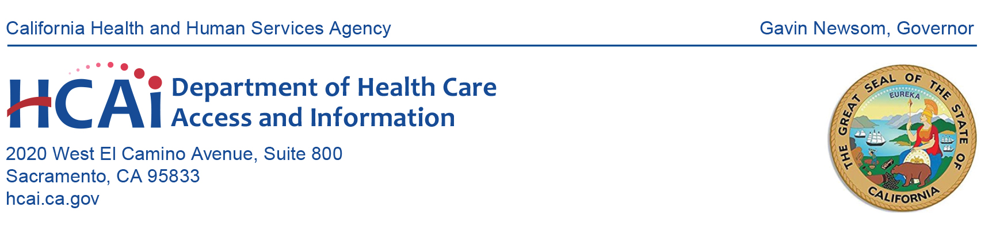 California Health and Human Services Agency
Gavin Newsom, Governor
HCAi
Department of Health Care
Access and Information
2020 West El Camino Avenue, Suite 800
Sacramento, CA 95833
hcai.ca.gov
THE GREAT SEAL OF THE STATE OF CALIFORNIA
EUREKA